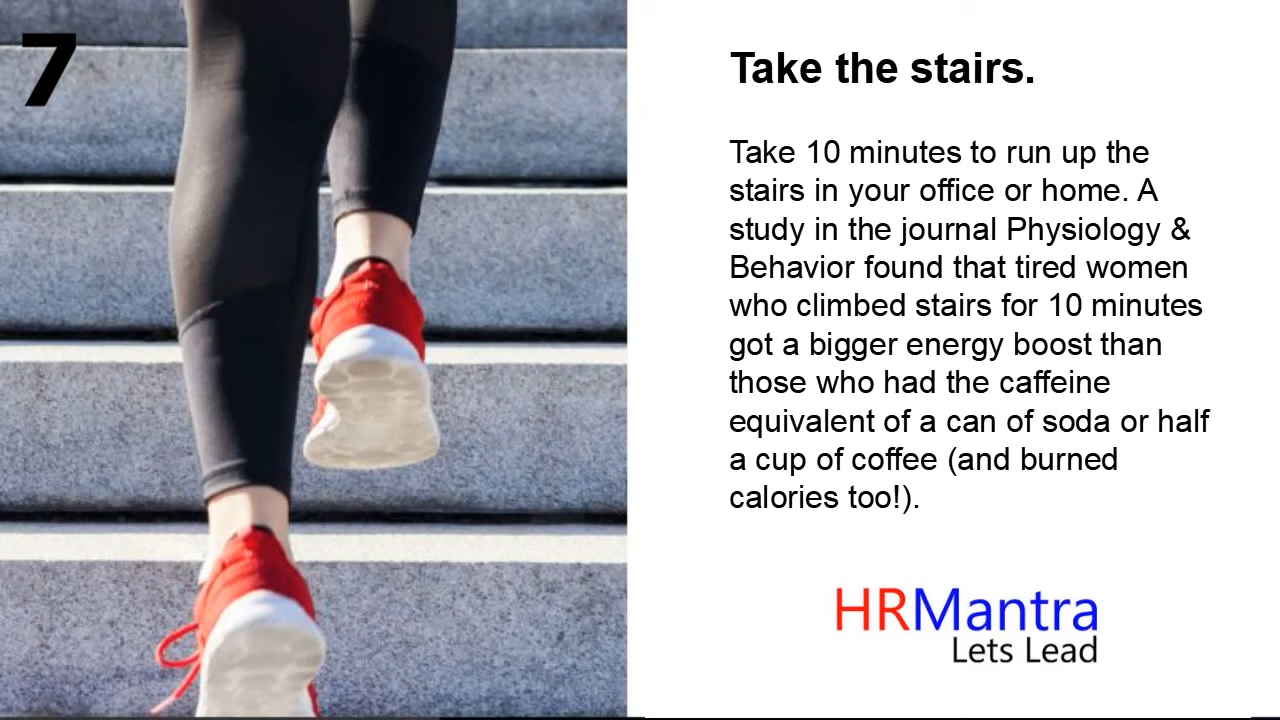 7
Take the stairs.
Take 10 minutes to run up the
stairs in your office or home. A
study in the journal Physiology &
Behavior found that tired women
who climbed stairs for 10 minutes
got a bigger energy boost than
those who had the caffeine
equivalent of a can of soda or half
a cup of coffee (and burned
calories too!).
HRMantra
Lets Lead